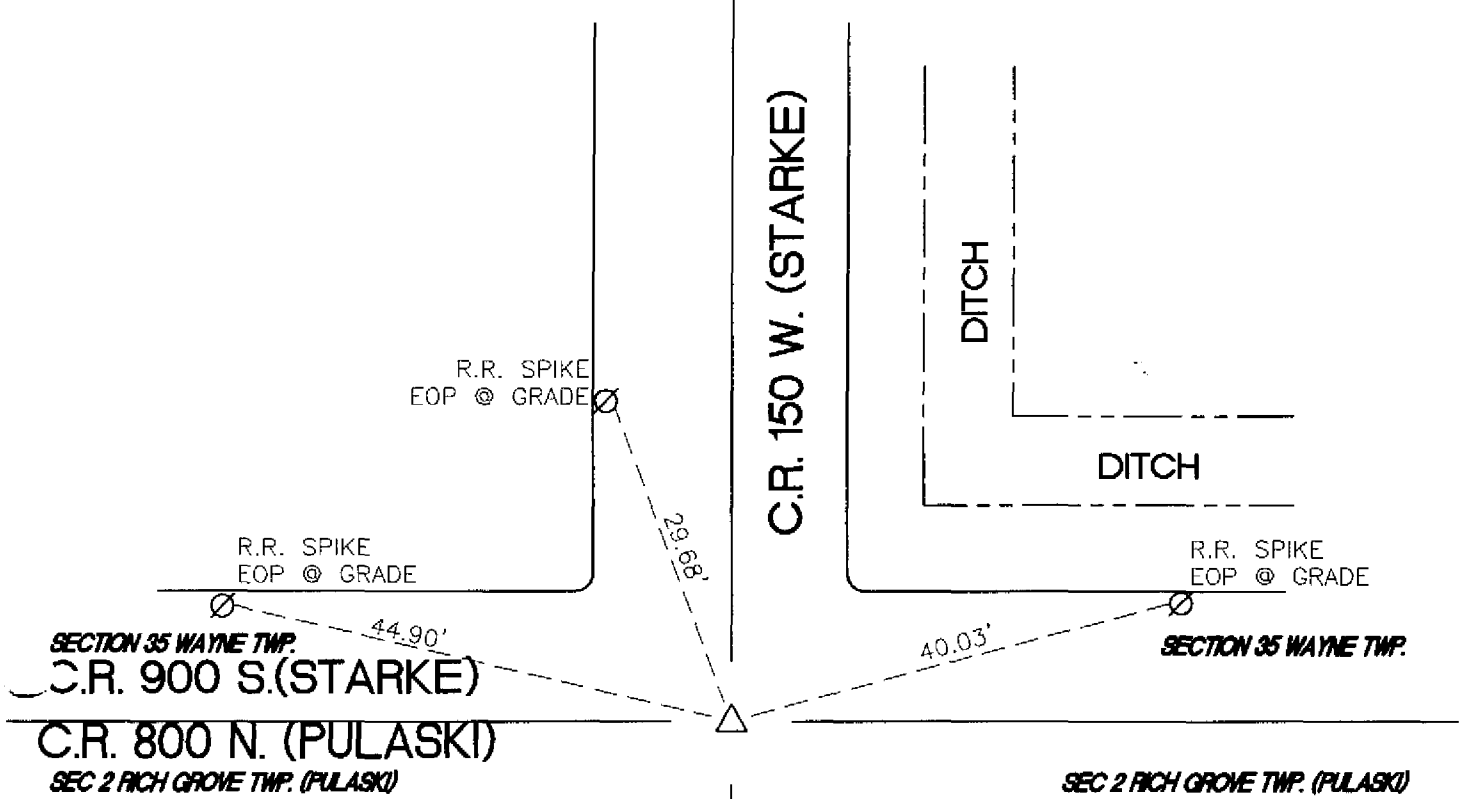 C.R. 150 W. (STARKE)
DITCH
DITCH
R.R. SPIKE
EOP @ GRADE
29.68'
R.R. SPIKE
EOP @ GRADE
R.R. SPIKE
EOP @ GRADE
44.90'
40.03'
SECTION 35 WAYNE TWP.
SECTION 35 WAYNE TWP.
C.R. 900 S.(STARKE)
C.R. 800 N. (PULASKI)
SEC 2 RICH GROVE TWP. (PULASKI)
SEC 2 RICH GROVE TWP. (PULASKI)